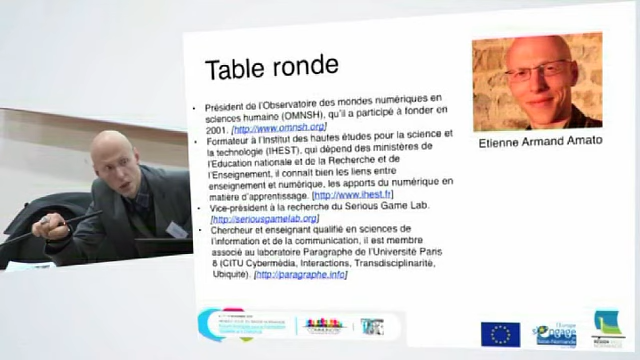 Table ronde
• Président de l'Observatoire des mondes numériques en
sciences humaine (OMNSH), qu'il a participé à fonder en
2001. [http://www.omnsh.org]
• Formateur à l'Institut des hautes études pour la science et
la technologie (IHEST), qui dépend des ministères de
l'Education nationale et de la Recherche et de
l'Enseignement, il connaît bien les liens entre
enseignement et numérique, les apports du numérique en
matière d'apprentissage. [http://www.ihest.fr]
• Vice-président à la recherche du Serious Game Lab.
[http://seriousgamelab.org]
• Chercheur et enseignant qualifié en sciences de
l'information et de la communication, il est membre
associé au laboratoire Paragraphe de l'Université Paris
8 (CITU Cybermédia, Interactions, Transdisciplinarité,
Ubiquité). [http://paragraphe.info]
Etienne Armand Amato
l'Europe
s'engage